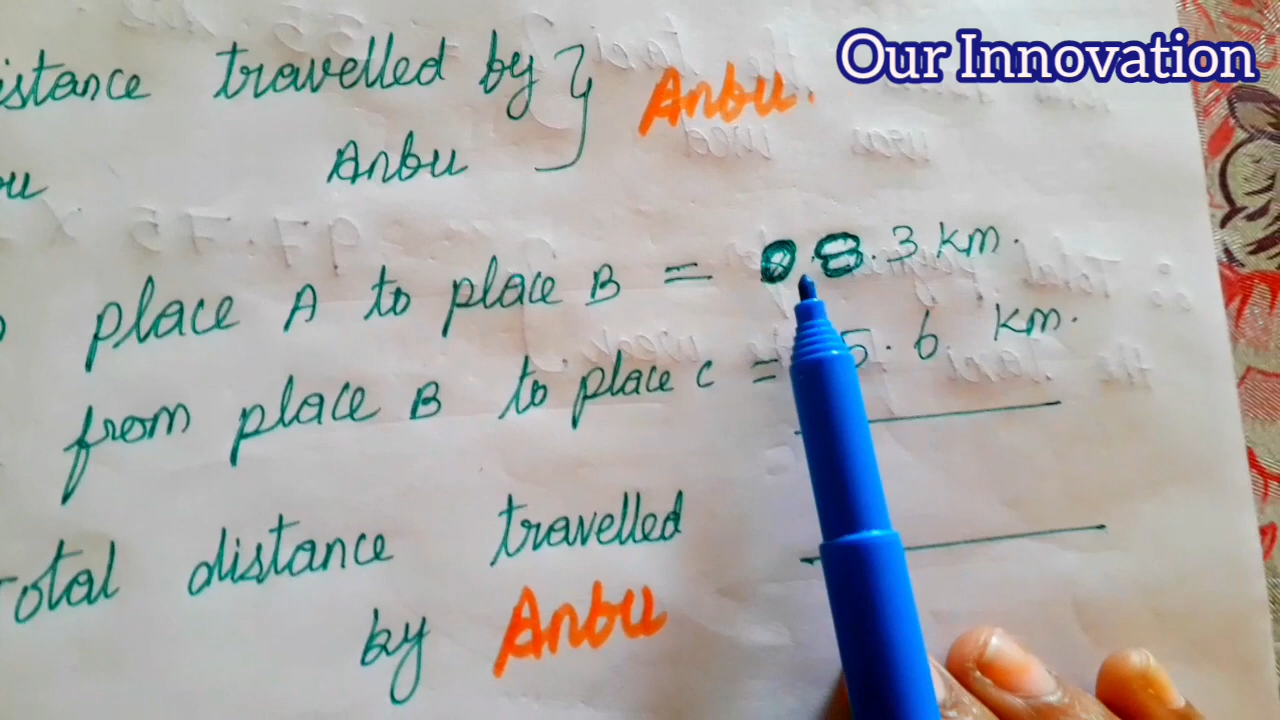 Our Innovation
istance travelled by } Anbu.
Anbu
place A to place B = 08.3 km.
from place B to place C = 5.6 km.
Total distance travelled
by Anbu